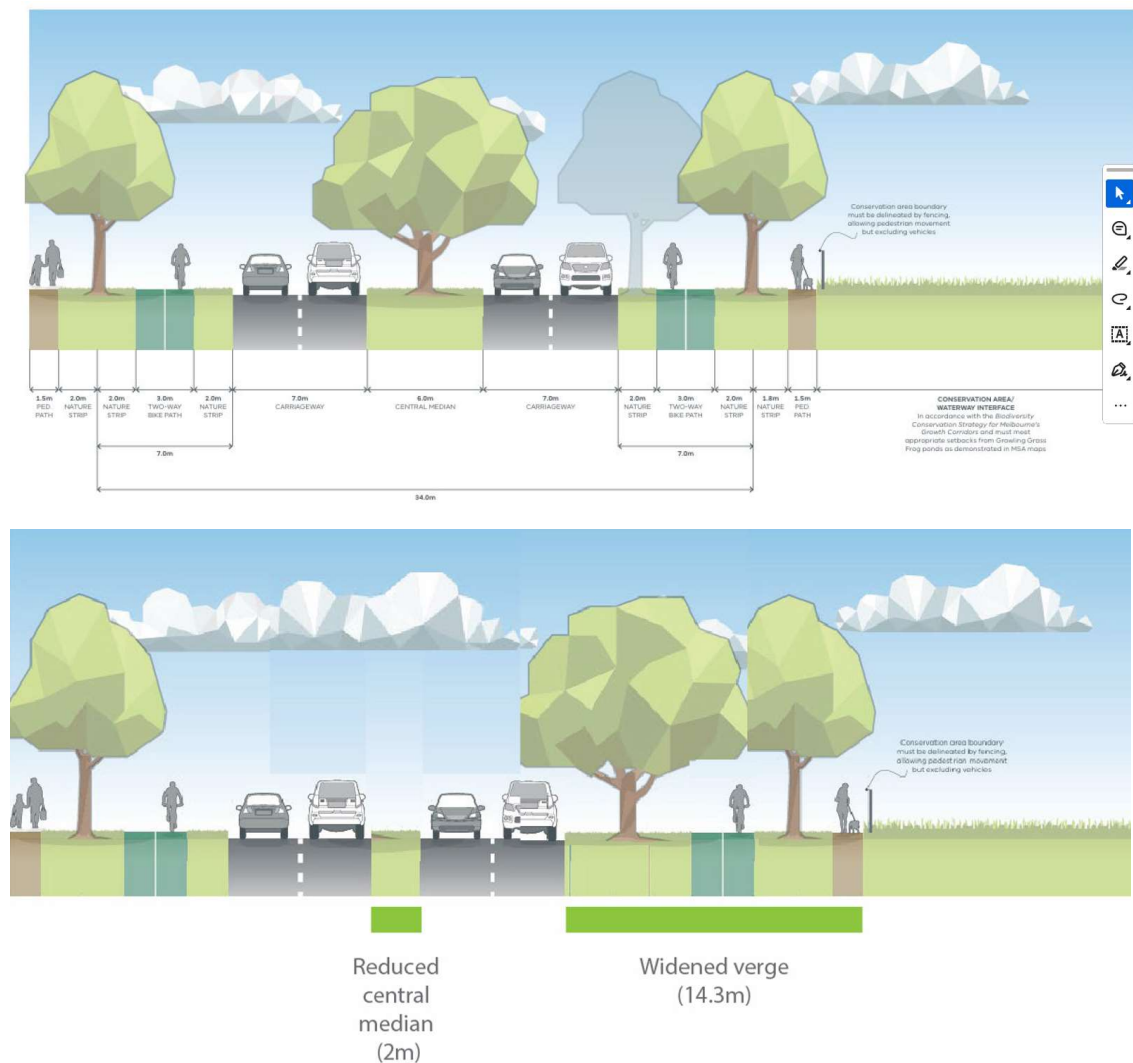 Conservation area boundary
must be delineated by fencing,
allowing pedestrian movement
but excluding vehicles
A
1.5m
PED
PATH
2.0m
NATURE
STRIP
2.0m
NATURE
STRIP
3.0m
TWO-WAY
BIKE PATH
2.0m
NATURE
STRIP
7.0m
CARRIAGEWAY
6.0m
CENTRAL MEDIAN
7.0m
CARRIAGEWAY
2.0m
NATURE
STRIP
3.0m
TWO-WAY
BIKE PATH
2.0m
NATURE
STRIP
1.8m
NATURE
STRIP
1.5m
PED
PATH
CONSERVATION AREA/
WATERWAY INTERFACE
In accordance with the Biodiversity
Conservation Strategy for Melbourne's
Growth Corridors and must meet
appropriate setbacks from Growling Grass
Frog ponds as demonstrated in MSA maps
7.0m
7.0m
34.0m
Conservation area boundary
must be delineated by fencing,
allowing pedestrian movement
but excluding vehicles
Reduced
central
median
(2m)
Widened verge
(14.3m)